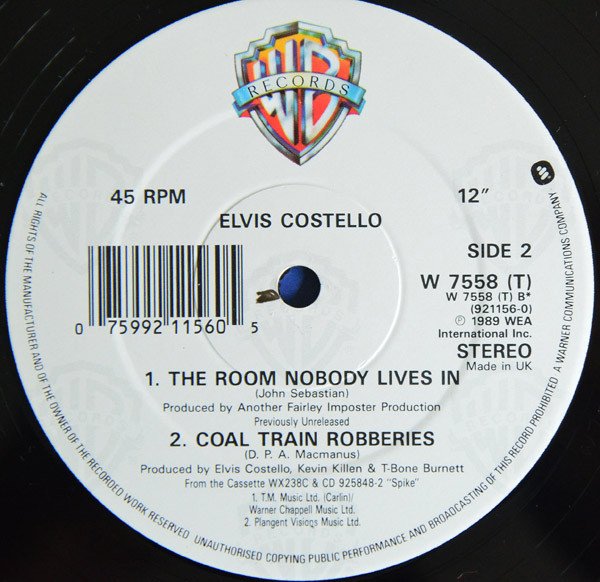 WB
RECORDS
45 RPM
12"
ELVIS COSTELLO
SIDE 2
W 7558 (T)
W 7558 (T) B*
(921156-0)
℗ 1989 WEA
International Inc.
STEREO
Made in UK
0 75992 11560 5
1. THE ROOM NOBODY LIVES IN
(John Sebastian)
Produced by Another Fairley Imposter Production
Previously Unreleased
2. COAL TRAIN ROBBERIES
(D. P. A. Macmanus)
Produced by Elvis Costello, Kevin Killen & T-Bone Burnett
From the Cassette WX238C & CD 925848-2 "Spike"
1. T.M. Music Ltd. (Carlin)/
Warner Chappell Music Ltd.
2. Plangent Visions Music Ltd.
ALL RIGHTS OF THE MANUFACTURER AND OF THE OWNER OF THE RECORDED WORK RESERVED UNAUTHORISED COPYING PUBLIC PERFORMANCE AND BROADCASTING OF THIS RECORD PROHIBITED A WARNER COMMUNICATIONS COMPANY